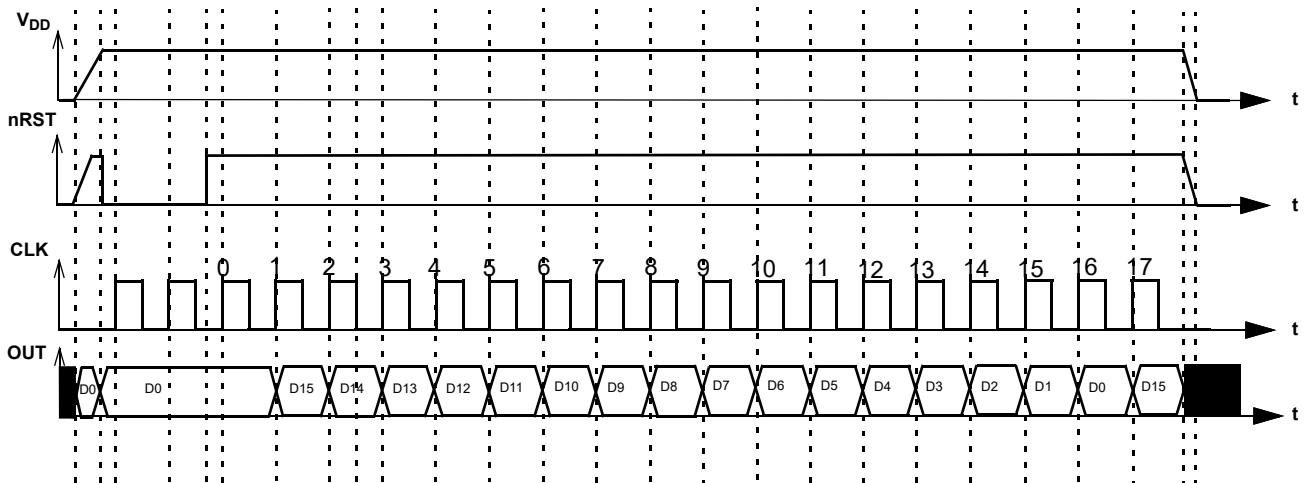 VDD
t
nRST
t
CLK
0 1 2 3 4 5 6 7 8 9 10 11 12 13 14 15 16 17
t
OUT
D0 D0 D15 D14 D13 D12 D11 D10 D9 D8 D7 D6 D5 D4 D3 D2 D1 D0 D15
t